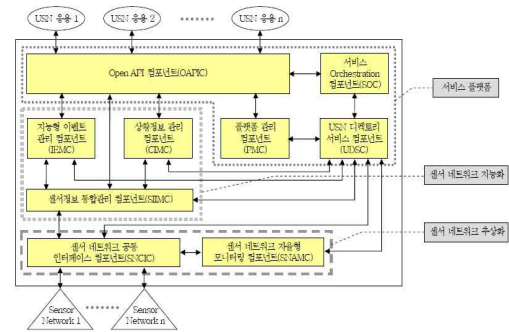 USN 응용 1
USN 응용 2
USN 응용 n
Open API 컴포넌트(OAPIC)
서비스
Orchestration
컴포넌트(SOC)
서비스 플랫폼
지능형 이벤트
관리 컴포넌트
(IEMC)
상황정보 관리
컴포넌트
(CIMC)
플랫폼 관리
컴포넌트
(PMC)
USN 디렉토리
서비스 컴포넌트
(UDSC)
센서 네트워크 지능화
센서정보 통합관리 컴포넌트(SIIMC)
센서 네트워크 추상화
센서 네트워크 공통
인터페이스 컴포넌트(SNCIC)
센서 네트워크 자율형
모니터링 컴포넌트(SNAMC)
Sensor
Network 1
Sensor
Network n